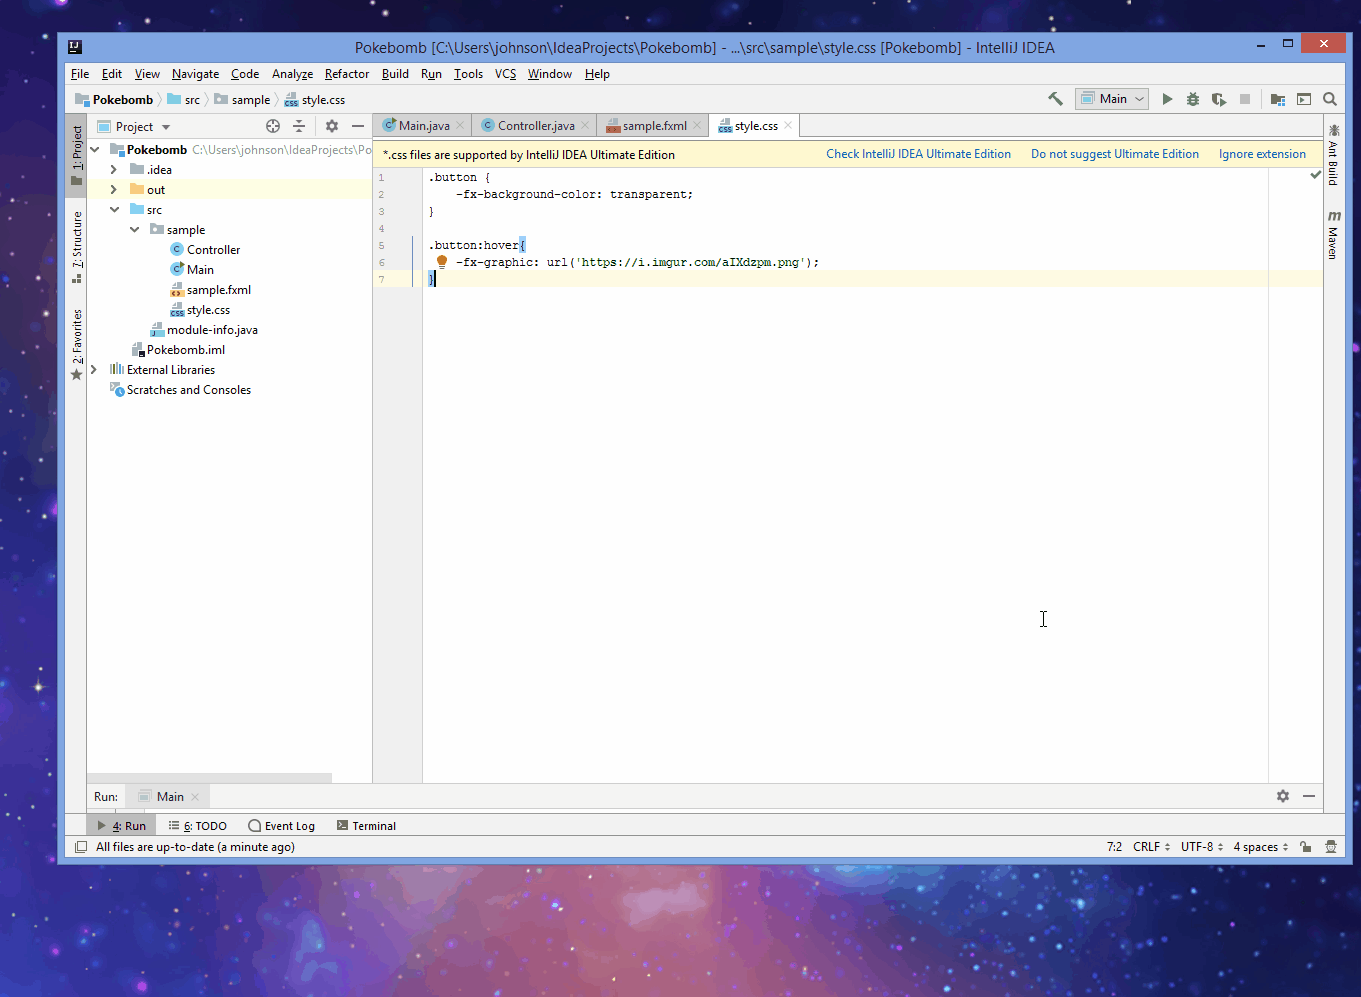 Pokebomb [C:\Users\johnson\IdeaProjects\Pokebomb] - ...\src\sample\style.css [Pokebomb] - IntelliJ IDEA
File Edit View Navigate Code Analyze Refactor Build Run Tools VCS Window Help
Pokebomb src sample style.css Main
1: Project
7: Structure
2: Favorites
Project
Pokebomb C:\Users\johnson\IdeaProjects\Po
.idea
out
src
sample
Controller
Main
sample.fxml
style.css
module-info.java
Pokebomb.iml
External Libraries
Scratches and Consoles
Main.java Controller.java sample.fxml style.css
*.css files are supported by IntelliJ IDEA Ultimate Edition Check IntelliJ IDEA Ultimate Edition Do not suggest Ultimate Edition Ignore extension
1 .button {
2 -fx-background-color: transparent;
3 }
4
5 .button:hover{
6 -fx-graphic: url('https://i.imgur.com/aIXdzpm.png');
7 }
Ant Build
m Maven
Run: Main
4: Run 6: TODO Event Log Terminal
All files are up-to-date (a minute ago) 7:2 CRLF UTF-8 4 spaces